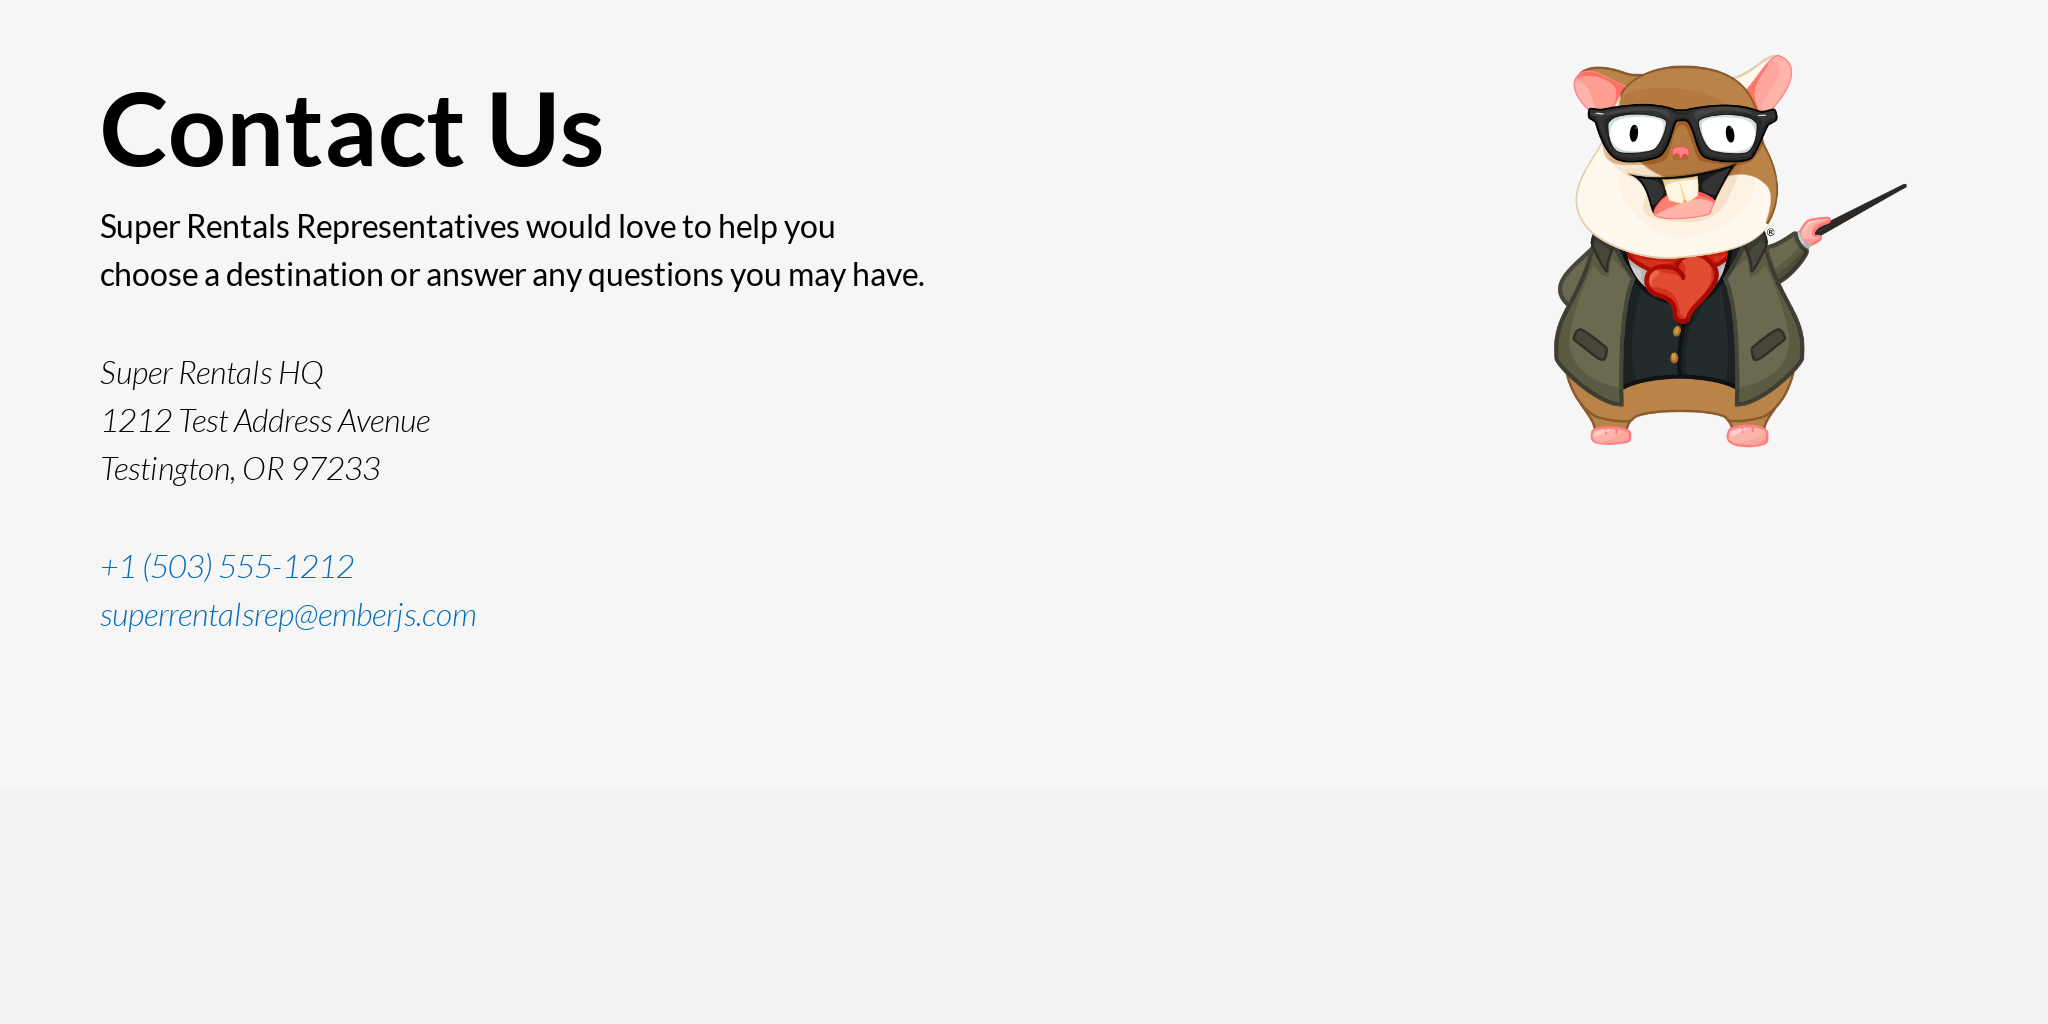 Contact Us
Super Rentals Representatives would love to help you
choose a destination or answer any questions you may have.
Super Rentals HQ
1212 Test Address Avenue
Testington, OR 97233
+1 (503) 555-1212
superrentalsrep@emberjs.com
®